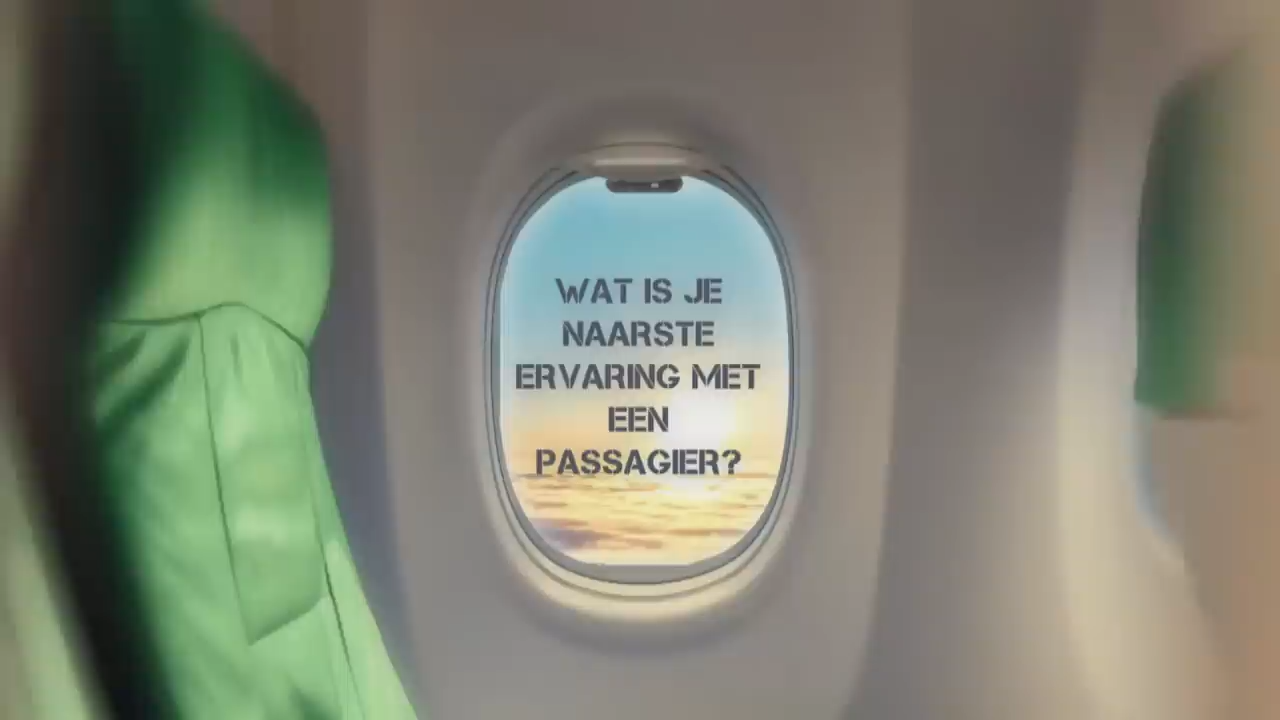 WAT IS JE
NAARSTE
ERVARING MET
EEN
PASSAGIER?